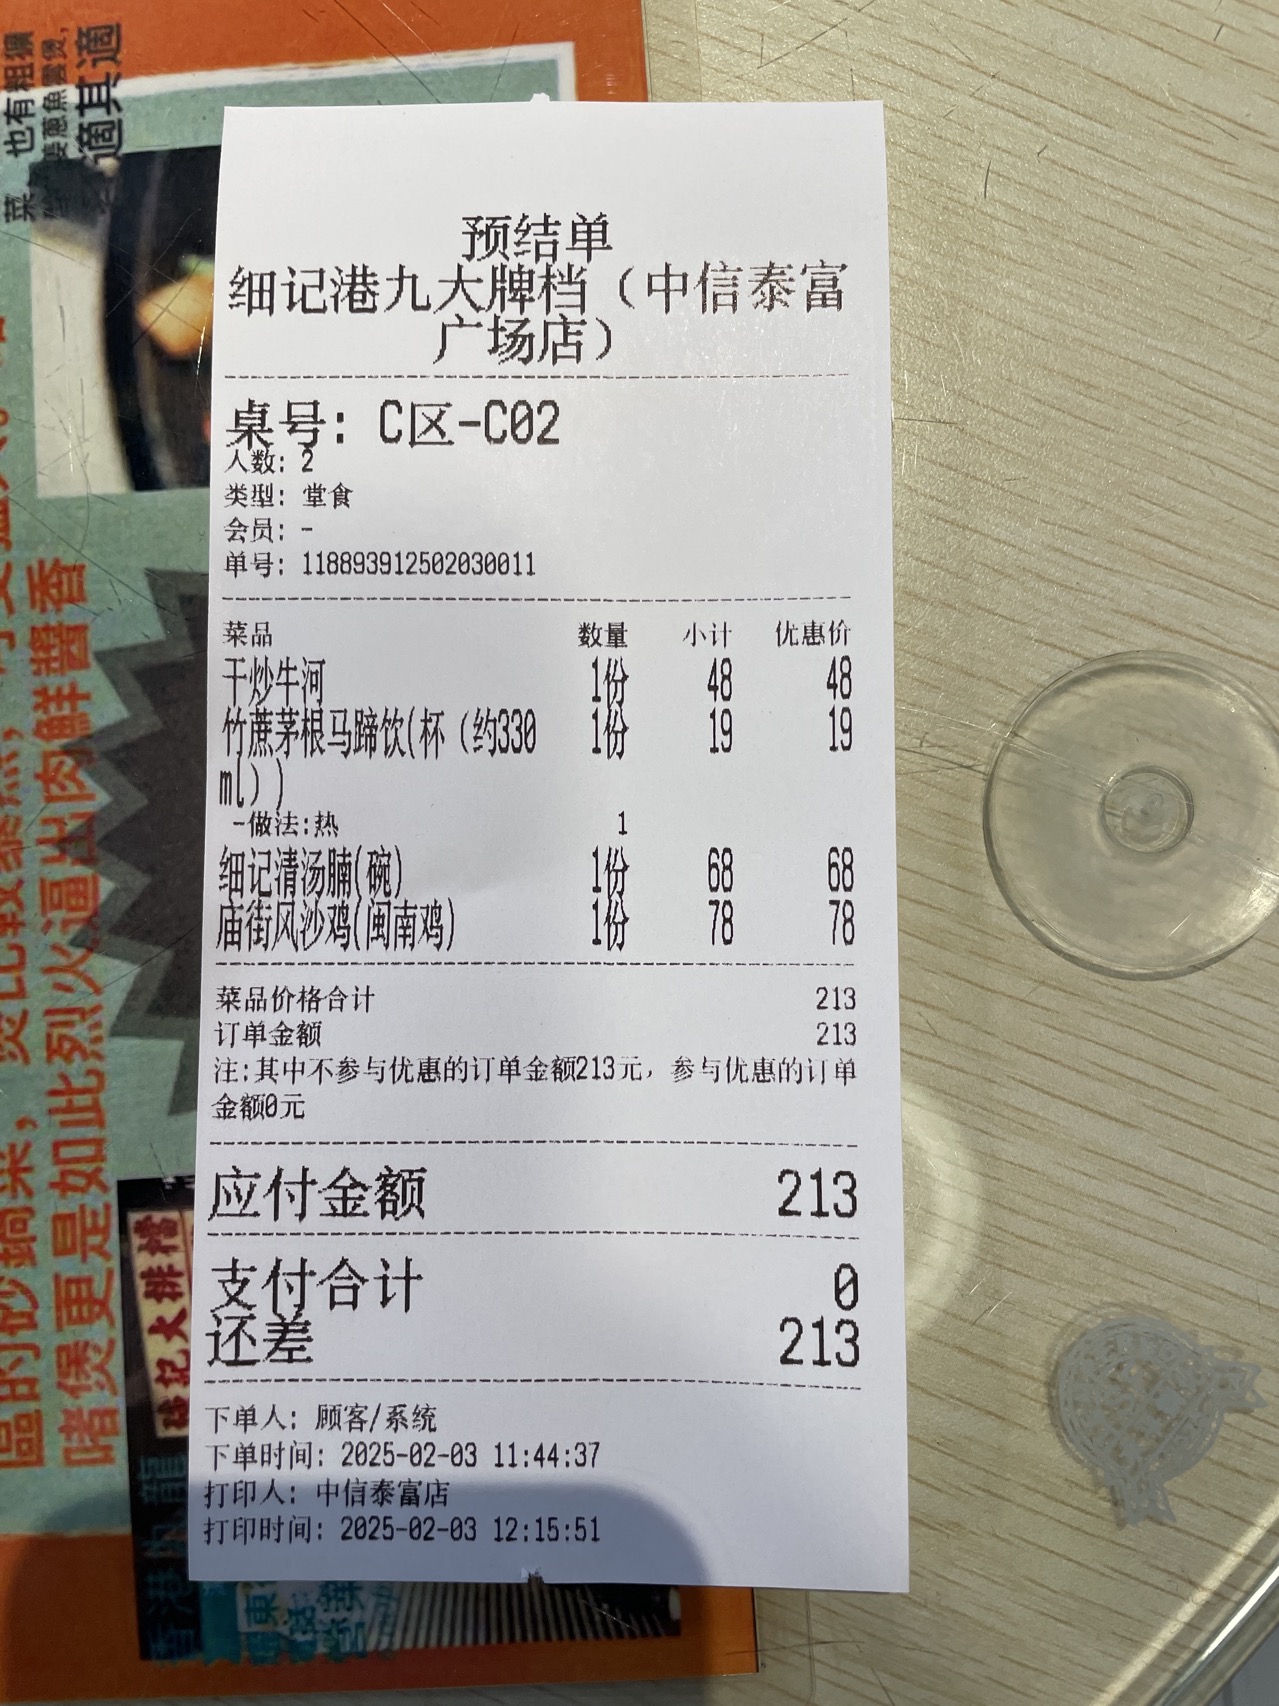 预结单
细记港九大牌档（中信泰富
广场店）
桌号: C区-C02
人数: 2
类型: 堂食
会员: -
单号: 118893912502030011
菜品 数量 小计 优惠价
干炒牛河 1份 48 48
竹蔗茅根马蹄饮(杯（约330 1份 19 19
ml）)
-做法:热 1
细记清汤腩(碗) 1份 68 68
庙街风沙鸡(闽南鸡) 1份 78 78
菜品价格合计 213
订单金额 213
注:其中不参与优惠的订单金额213元，参与优惠的订单
金额0元
应付金额 213
支付合计 0
还差 213
下单人: 顾客/系统
下单时间: 2025-02-03 11:44:37
打印人: 中信泰富店
打印时间: 2025-02-03 12:15:51
也有粗獷
適其適
肉鮮醬香
啫煲更是如此烈火逼出
細記大排檔